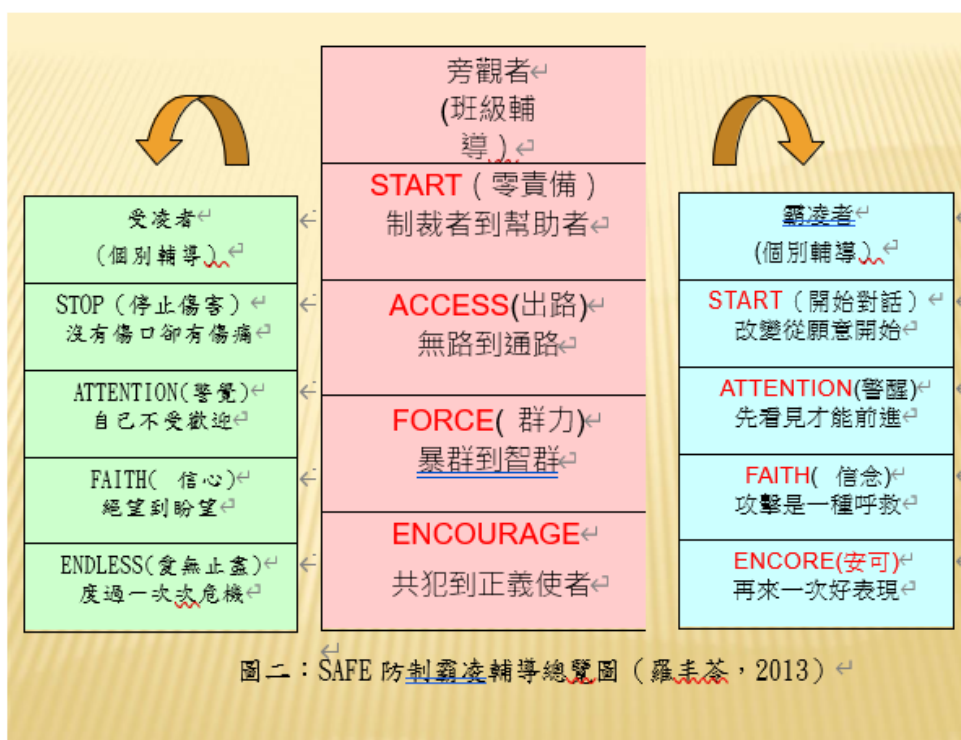 旁觀者
(班級輔
導）
START（零責備）
制裁者到幫助者
ACCESS(出路)
無路到通路
FORCE( 群力)
暴群到智群
ENCOURAGE
共犯到正義使者
受凌者
(個別輔導）
STOP（停止傷害）
沒有傷口卻有傷痛
ATTENTION(警覺)
自己不受歡迎
FAITH( 信心)
絕望到盼望
ENDLESS(愛無止盡)
度過一次次危機
霸凌者
(個別輔導）
START（開始對話）
改變從願意開始
ATTENTION(警醒)
先看見才能前進
FAITH( 信念)
攻擊是一種呼救
ENCORE(安可)
再來一次好表現
圖二：SAFE 防制霸凌輔導總覽圖（羅丰苓，2013）